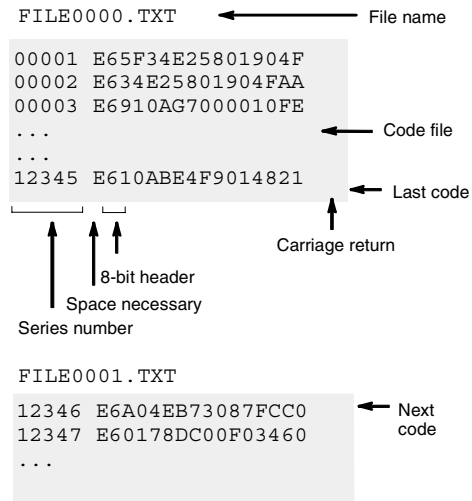 FILE0000.TXT File name
00001 E65F34E25801904F
00002 E634E25801904FAA
00003 E6910AG7000010FE
...
Code file
...
12345 E610ABE4F9014821
Last code
Carriage return
8-bit header
Space necessary
Series number
FILE0001.TXT
12346 E6A04EB73087FCC0 Next
12347 E60178DC00F03460 code
...